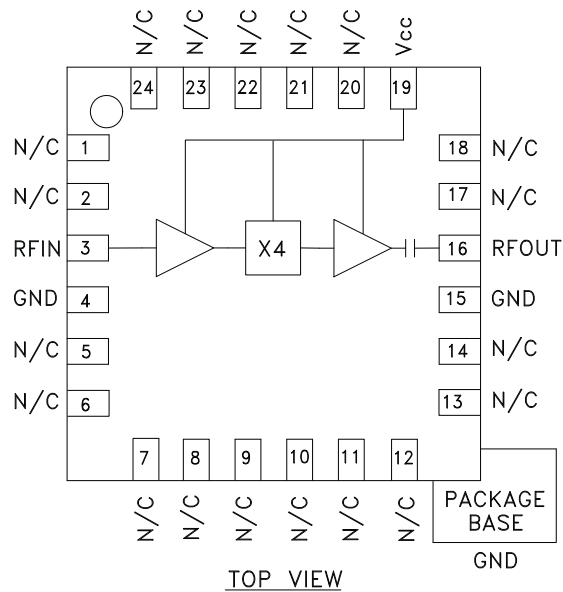 N/C N/C N/C N/C N/C Vcc
24 23 22 21 20 19
N/C 1 18 N/C
N/C 2 17 N/C
RFIN 3 X4 16 RFOUT
GND 4 15 GND
N/C 5 14 N/C
N/C 6 13 N/C
7 8 9 10 11 12
N/C N/C N/C N/C N/C N/C
PACKAGE
BASE
GND
TOP VIEW